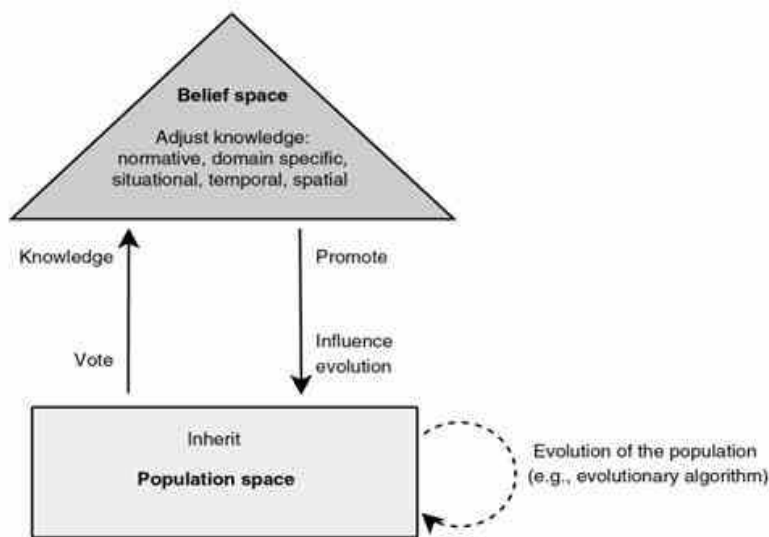 Belief space
Adjust knowledge:
normative, domain specific,
situational, temporal, spatial
Knowledge
Promote
Vote
Influence
evolution
Inherit
Population space
Evolution of the population
(e.g., evolutionary algorithm)